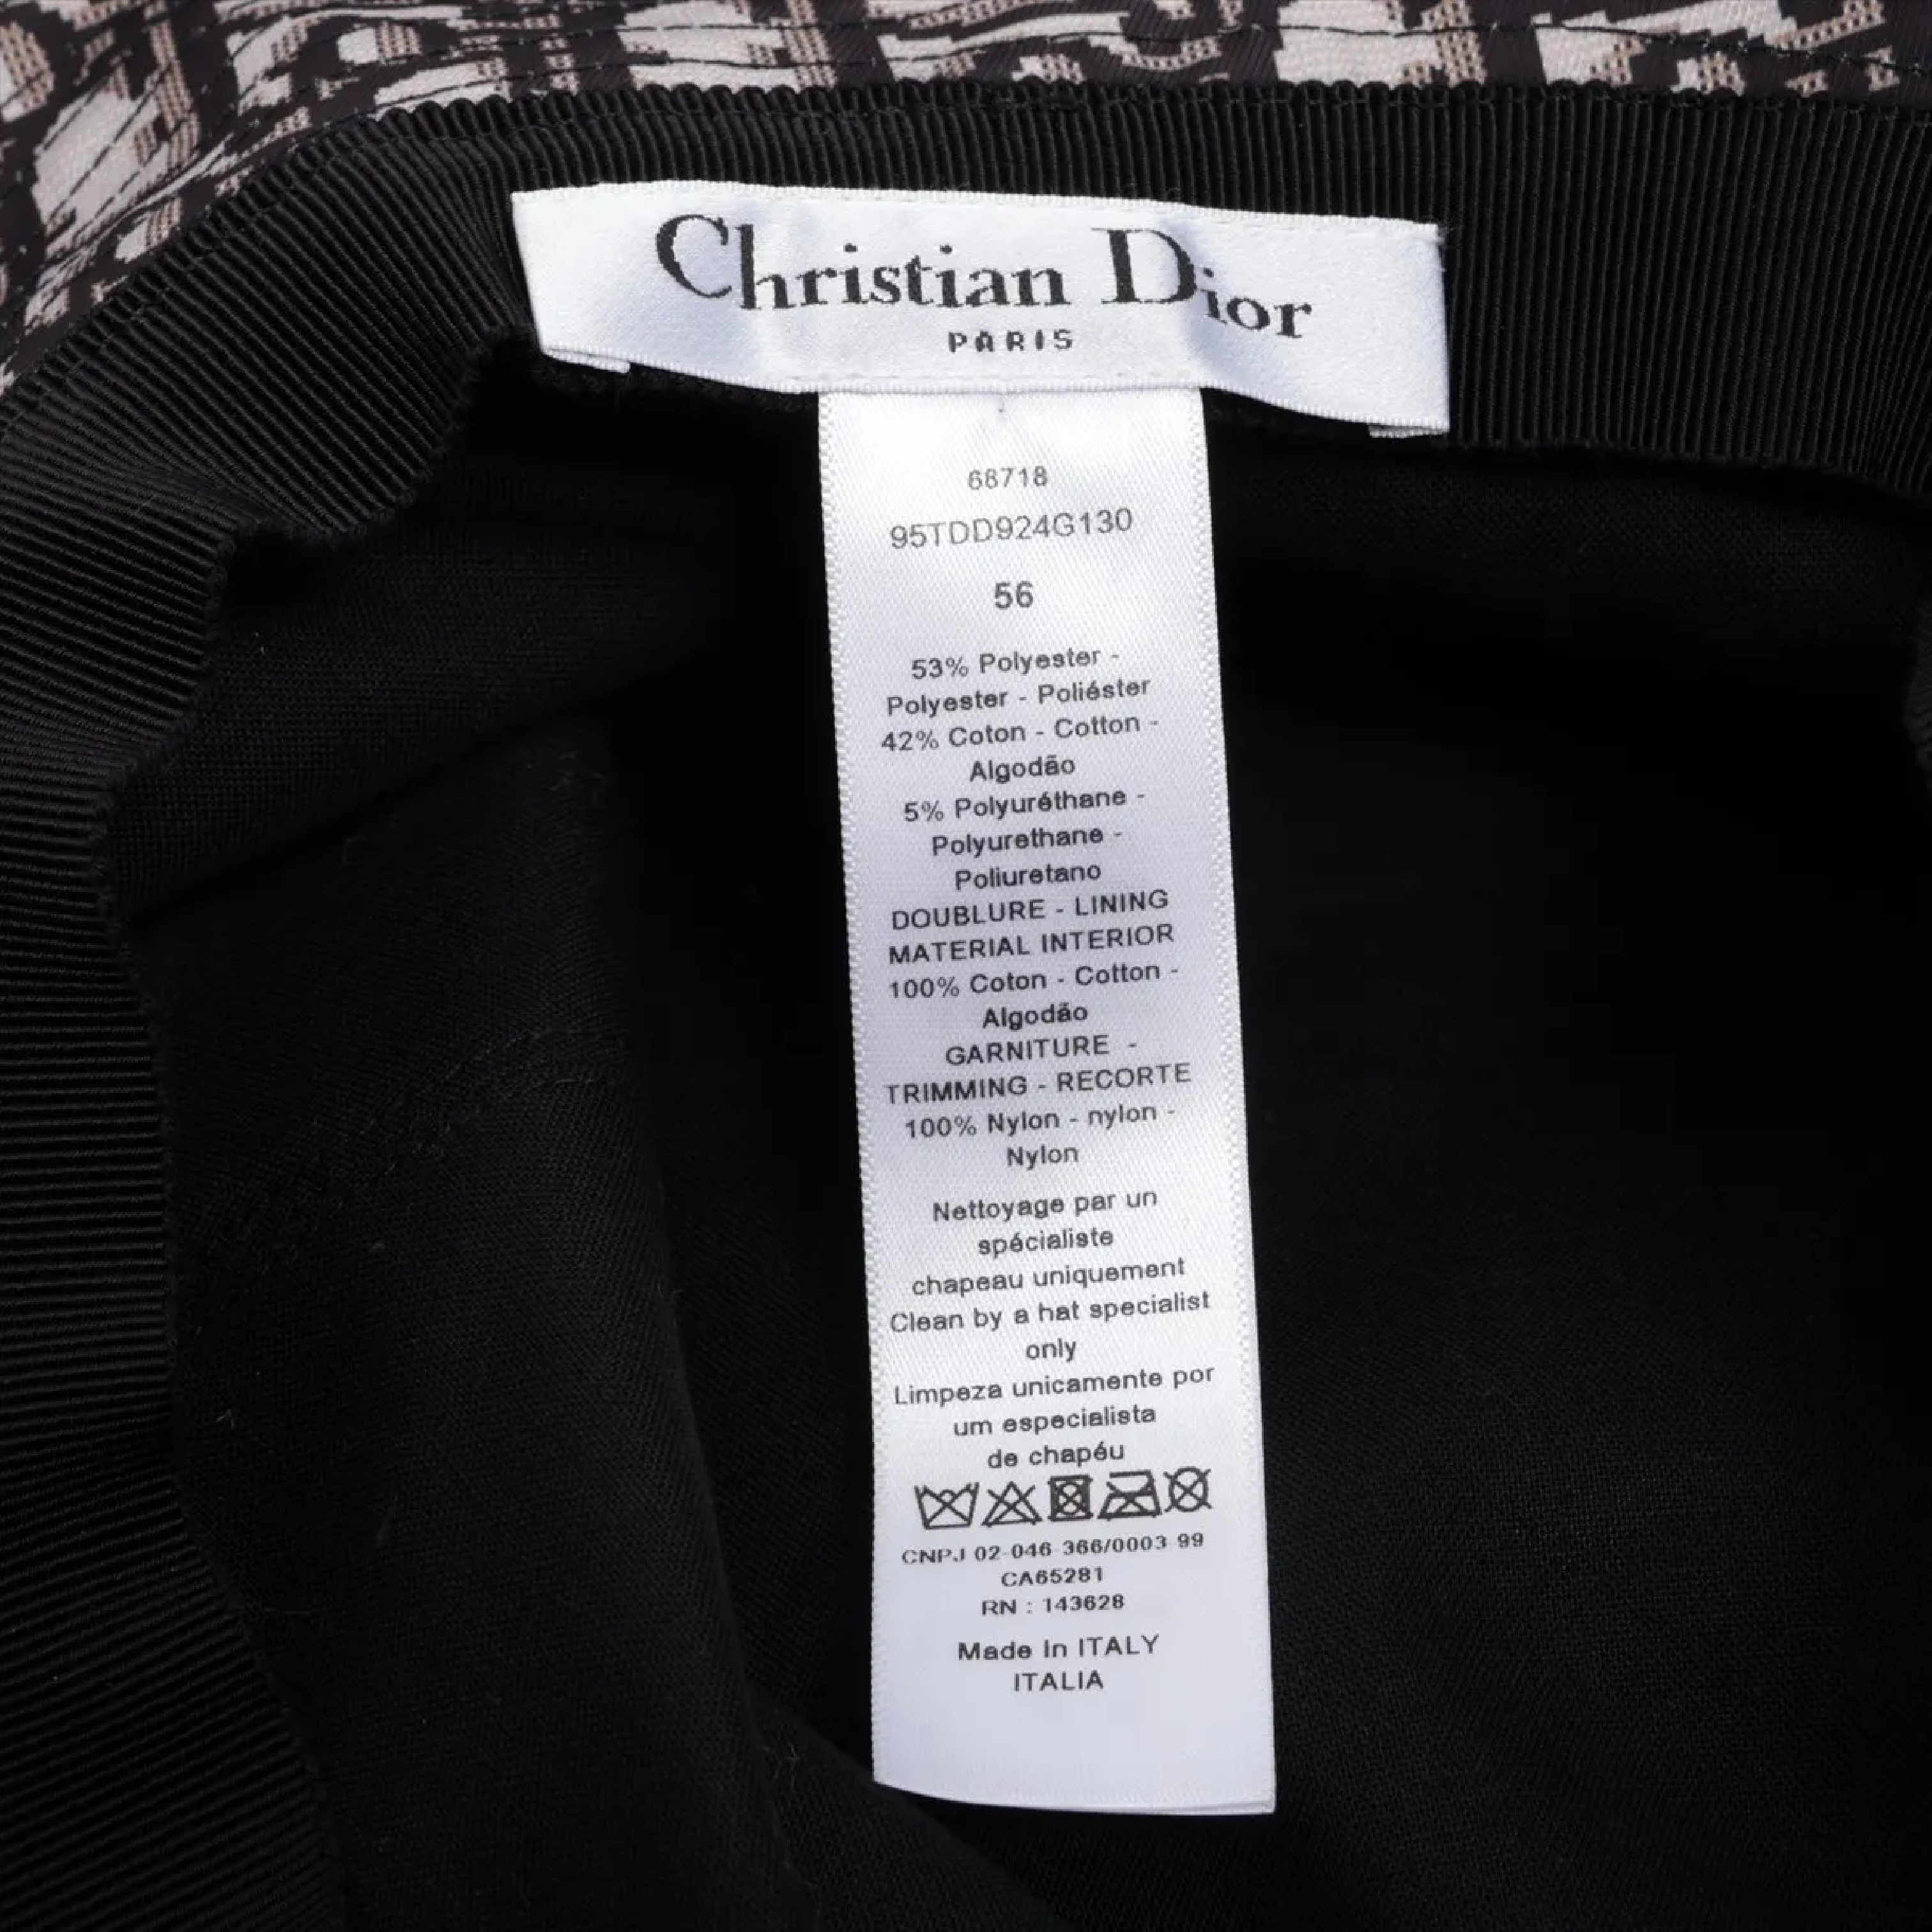 Christian Dior
PARIS
68718
95TDD924G130
56
53% Polyester -
Polyester - Poliéster
42% Coton - Cotton -
Algodão
5% Polyuréthane -
Polyurethane -
Poliuretano
DOUBLURE - LINING
MATERIAL INTERIOR
100% Coton - Cotton -
Algodão
GARNITURE -
TRIMMING - RECORTE
100% Nylon - nylon -
Nylon
Nettoyage par un
spécialiste
chapeau uniquement
Clean by a hat specialist
only
Limpeza unicamente por
um especialista
de chapéu
CNPJ 02-046 366/0003 99
CA65281
RN : 143628
Made in ITALY
ITALIA